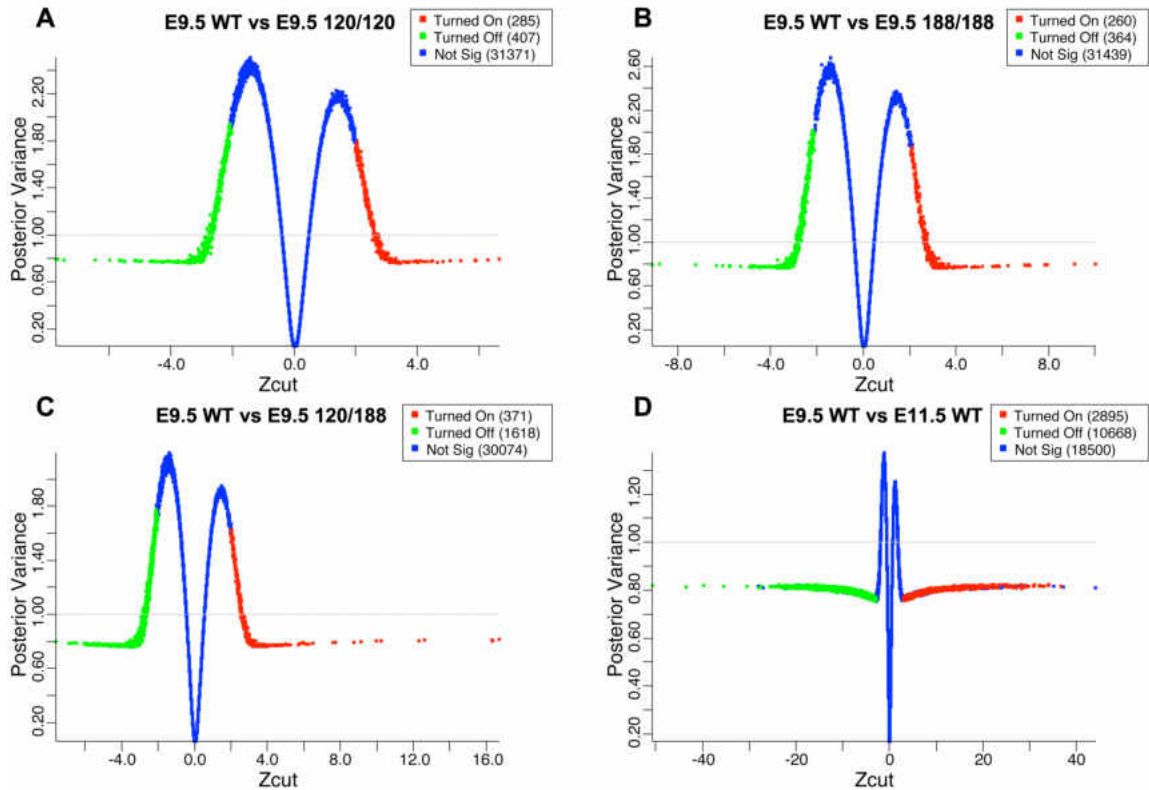 A
E9.5 WT vs E9.5 120/120
Turned On (285)
Turned Off (407)
Not Sig (31371)
Posterior Variance
2.20
1.80
1.40
1.00
0.60
0.20
-4.0
0.0
4.0
Zcut
B
E9.5 WT vs E9.5 188/188
Turned On (260)
Turned Off (364)
Not Sig (31439)
Posterior Variance
2.60
2.20
1.80
1.40
1.00
0.60
0.20
-8.0
-4.0
0.0
4.0
8.0
Zcut
C
E9.5 WT vs E9.5 120/188
Turned On (371)
Turned Off (1618)
Not Sig (30074)
Posterior Variance
1.80
1.40
1.00
0.60
0.20
-4.0
0.0
4.0
8.0
12.0
16.0
Zcut
D
E9.5 WT vs E11.5 WT
Turned On (2895)
Turned Off (10668)
Not Sig (18500)
Posterior Variance
1.20
1.00
0.80
0.60
0.40
0.20
-40
-20
0
20
40
Zcut